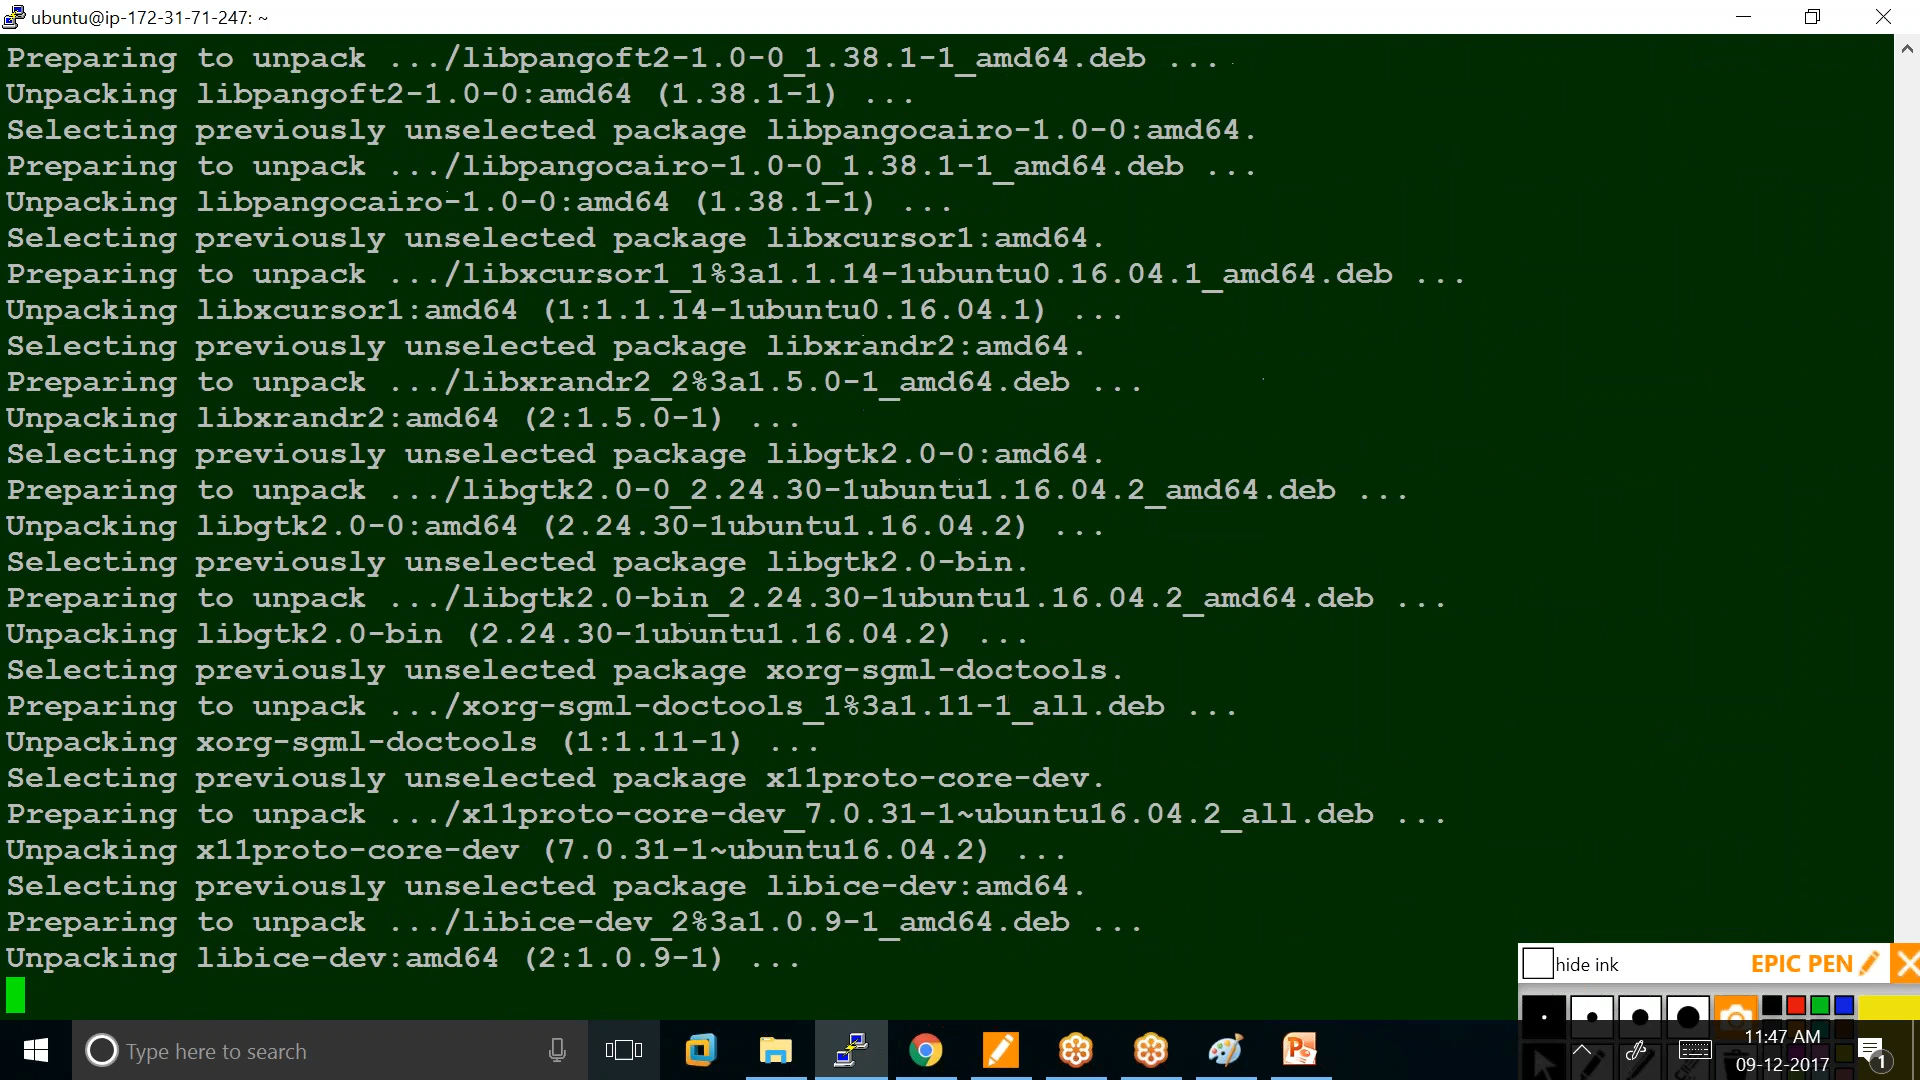 ubuntu@ip-172-31-71-247: ~
Preparing to unpack .../libpangoft2-1.0-0_1.38.1-1_amd64.deb ...
Unpacking libpangoft2-1.0-0:amd64 (1.38.1-1) ...
Selecting previously unselected package libpangocairo-1.0-0:amd64.
Preparing to unpack .../libpangocairo-1.0-0_1.38.1-1_amd64.deb ...
Unpacking libpangocairo-1.0-0:amd64 (1.38.1-1) ...
Selecting previously unselected package libxcursor1:amd64.
Preparing to unpack .../libxcursor1_1%3a1.1.14-1ubuntu0.16.04.1_amd64.deb ...
Unpacking libxcursor1:amd64 (1:1.1.14-1ubuntu0.16.04.1) ...
Selecting previously unselected package libxrandr2:amd64.
Preparing to unpack .../libxrandr2_2%3a1.5.0-1_amd64.deb ...
Unpacking libxrandr2:amd64 (2:1.5.0-1) ...
Selecting previously unselected package libgtk2.0-0:amd64.
Preparing to unpack .../libgtk2.0-0_2.24.30-1ubuntu1.16.04.2_amd64.deb ...
Unpacking libgtk2.0-0:amd64 (2.24.30-1ubuntu1.16.04.2) ...
Selecting previously unselected package libgtk2.0-bin.
Preparing to unpack .../libgtk2.0-bin_2.24.30-1ubuntu1.16.04.2_amd64.deb ...
Unpacking libgtk2.0-bin (2.24.30-1ubuntu1.16.04.2) ...
Selecting previously unselected package xorg-sgml-doctools.
Preparing to unpack .../xorg-sgml-doctools_1%3a1.11-1_all.deb ...
Unpacking xorg-sgml-doctools (1:1.11-1) ...
Selecting previously unselected package x11proto-core-dev.
Preparing to unpack .../x11proto-core-dev_7.0.31-1~ubuntu16.04.2_all.deb ...
Unpacking x11proto-core-dev (7.0.31-1~ubuntu16.04.2) ...
Selecting previously unselected package libice-dev:amd64.
Preparing to unpack .../libice-dev_2%3a1.0.9-1_amd64.deb ...
Unpacking libice-dev:amd64 (2:1.0.9-1) ...
hide ink EPIC PEN
Type here to search
11:47 AM
09-12-2017
1